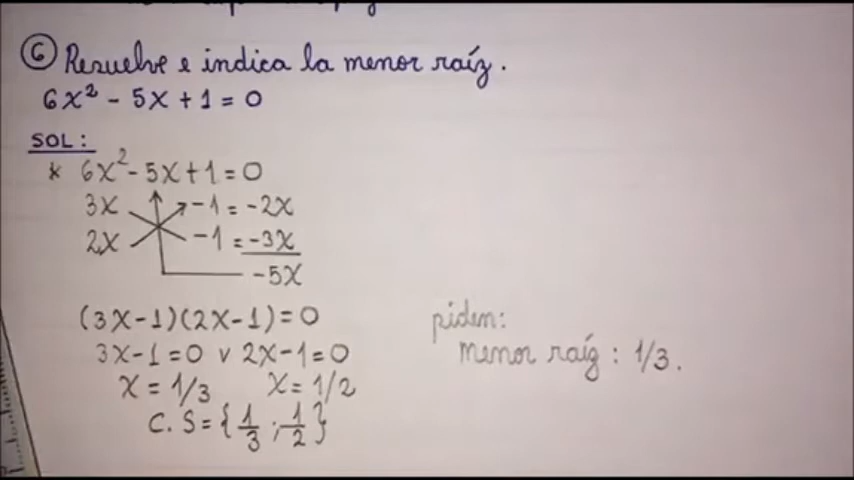 6 Resuelve e indica la menor raíz.
6x² - 5x + 1 = 0
SOL:
* 6x² - 5x + 1 = 0
3x -1 = -2x
2x -1 = -3x
-5x
(3x-1)(2x-1) = 0
3x-1=0 v 2x-1=0
x = 1/3 x = 1/2
C.S = {1/3 ; 1/2}
piden:
menor raíz : 1/3.